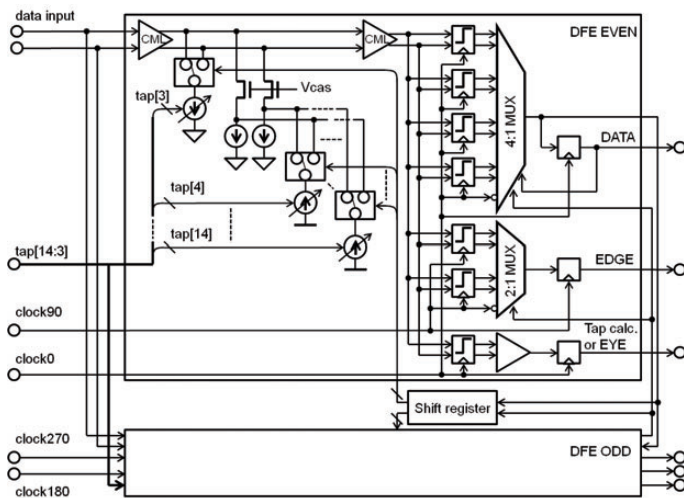 data input
CML
CML
DFE EVEN
Vcas
tap[3]
4:1 MUX
DATA
tap[4]
tap[14]
tap[14:3]
2:1 MUX
EDGE
clock90
Tap calc.
or EYE
clock0
Shift register
clock270
DFE ODD
clock180